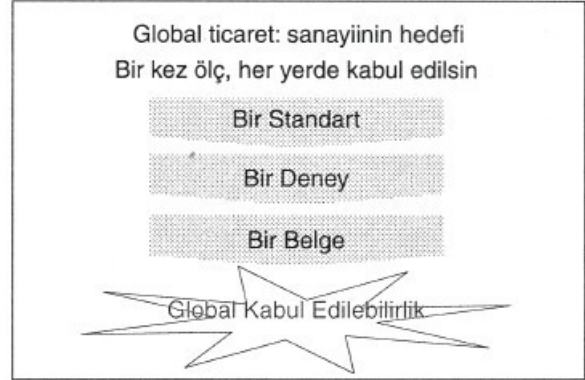 Global ticaret: sanayiinin hedefi
Bir kez ölç, her yerde kabul edilsin
Bir Standart
Bir Deney
Bir Belge
Global Kabul Edilebilirlik